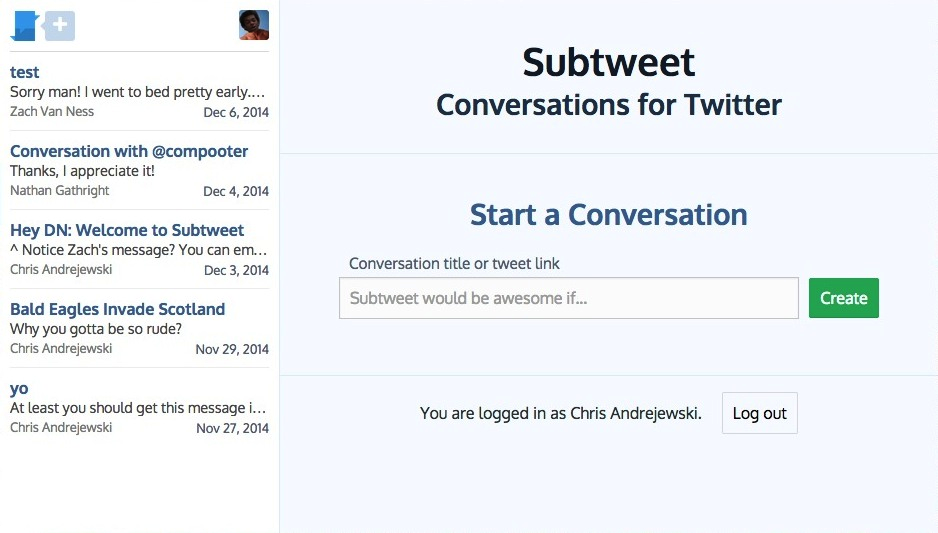 test
Sorry man! I went to bed pretty early....
Zach Van Ness Dec 6, 2014
Conversation with @compooter
Thanks, I appreciate it!
Nathan Gathright Dec 4, 2014
Hey DN: Welcome to Subtweet
^ Notice Zach's message? You can em...
Chris Andrejewski Dec 3, 2014
Bald Eagles Invade Scotland
Why you gotta be so rude?
Chris Andrejewski Nov 29, 2014
yo
At least you should get this message i...
Chris Andrejewski Nov 27, 2014
Subtweet
Conversations for Twitter
Start a Conversation
Conversation title or tweet link
Subtweet would be awesome if... Create
You are logged in as Chris Andrejewski. Log out